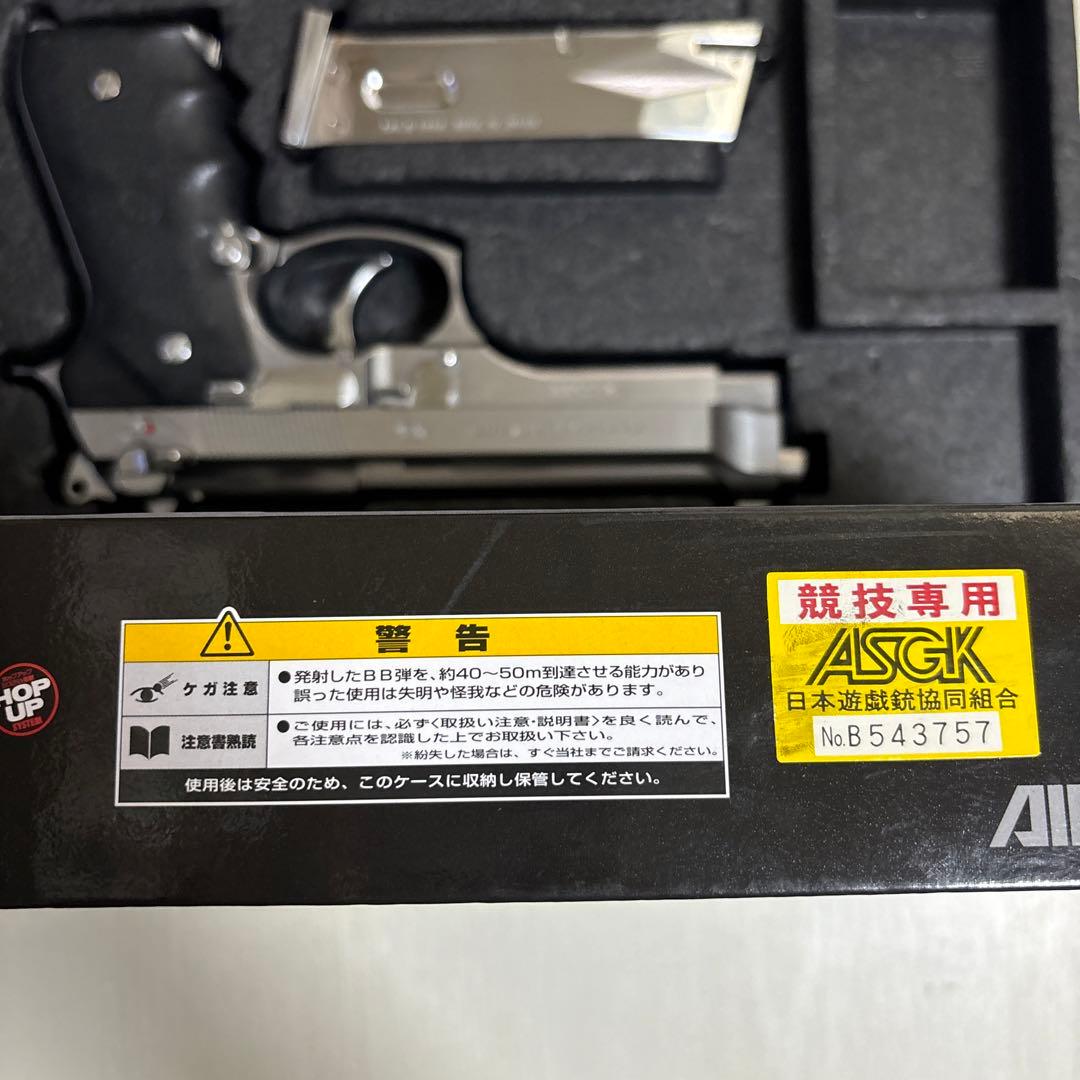 HOP
UP
SYSTEM
警告
ケガ注意
●発射したBB弾を、約40〜50m到達させる能力があり
誤った使用は失明や怪我などの危険があります。
注意書熟読
●ご使用には、必ず<取扱い注意・説明書>を良く読んで、
各注意点を認識した上でお取扱い下さい。
※紛失した場合は、すぐ当社までご請求ください。
使用後は安全のため、このケースに収納し保管してください。
競技専用
ASGK
日本遊戯銃協同組合
No.B543757